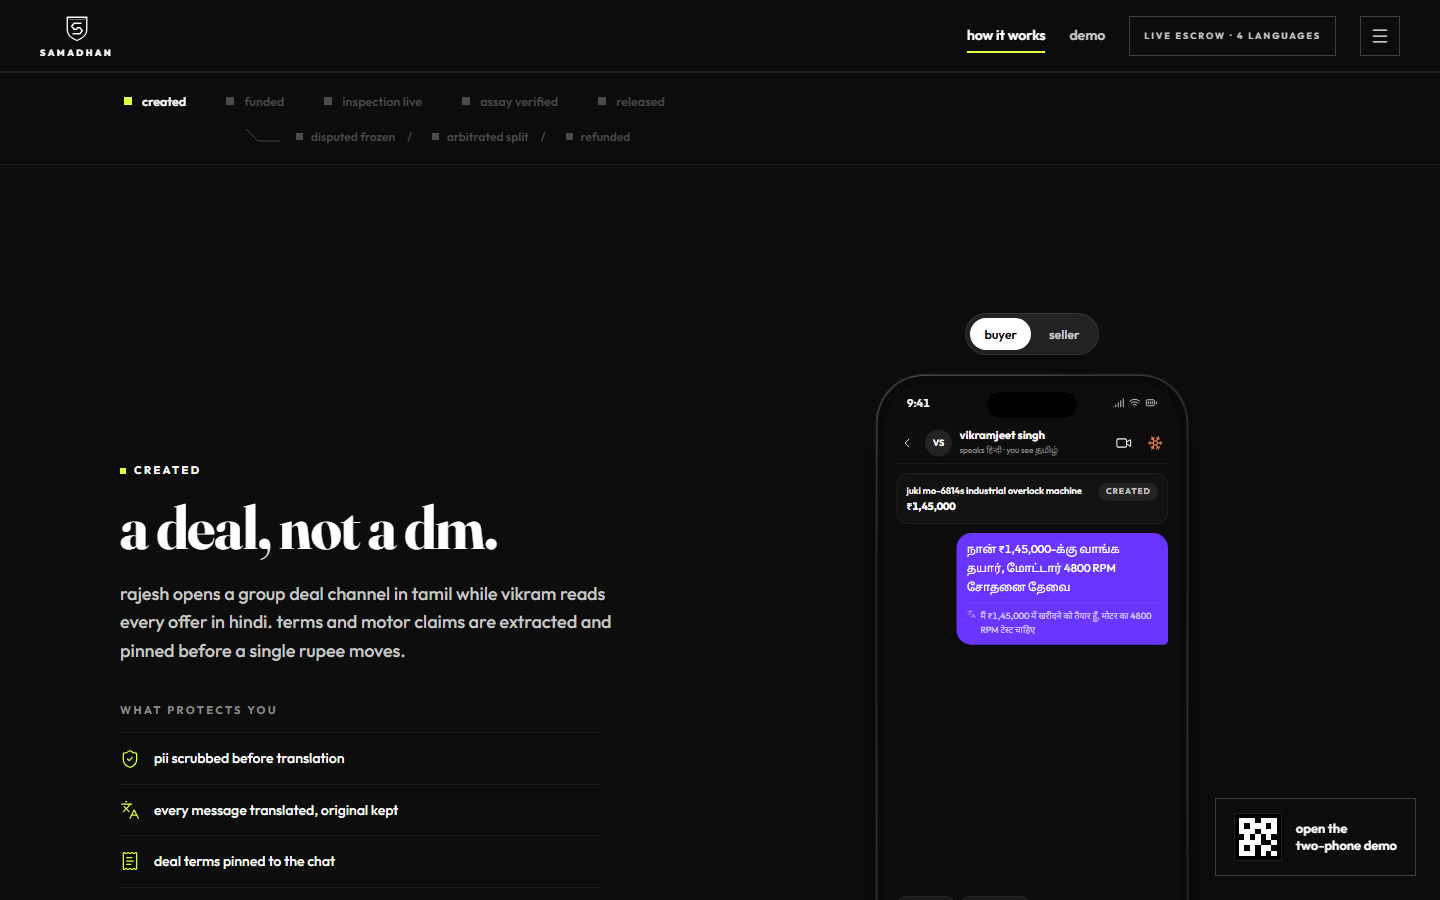 SAMADHAN
how it works
demo
LIVE ESCROW · 4 LANGUAGES
created
funded
inspection live
assay verified
released
disputed frozen /
arbitrated split /
refunded
buyer
seller
9:41
VS
vikramjeet singh
speaks हिन्दी · you see தமிழ்
juki mo-6814s industrial overlock machine
CREATED
₹1,45,000
நான் ₹1,45,000-க்கு வாங்க
தயார், மோட்டார் 4800 RPM
சோதனை தேவை
मैं ₹1,45,000 में खरीदने को तैयार हूँ, मोटर का 4800
RPM टेस्ट चाहिए
CREATED
a deal, not a dm.
rajesh opens a group deal channel in tamil while vikram reads
every offer in hindi. terms and motor claims are extracted and
pinned before a single rupee moves.
WHAT PROTECTS YOU
pii scrubbed before translation
every message translated, original kept
deal terms pinned to the chat
open the
two-phone demo